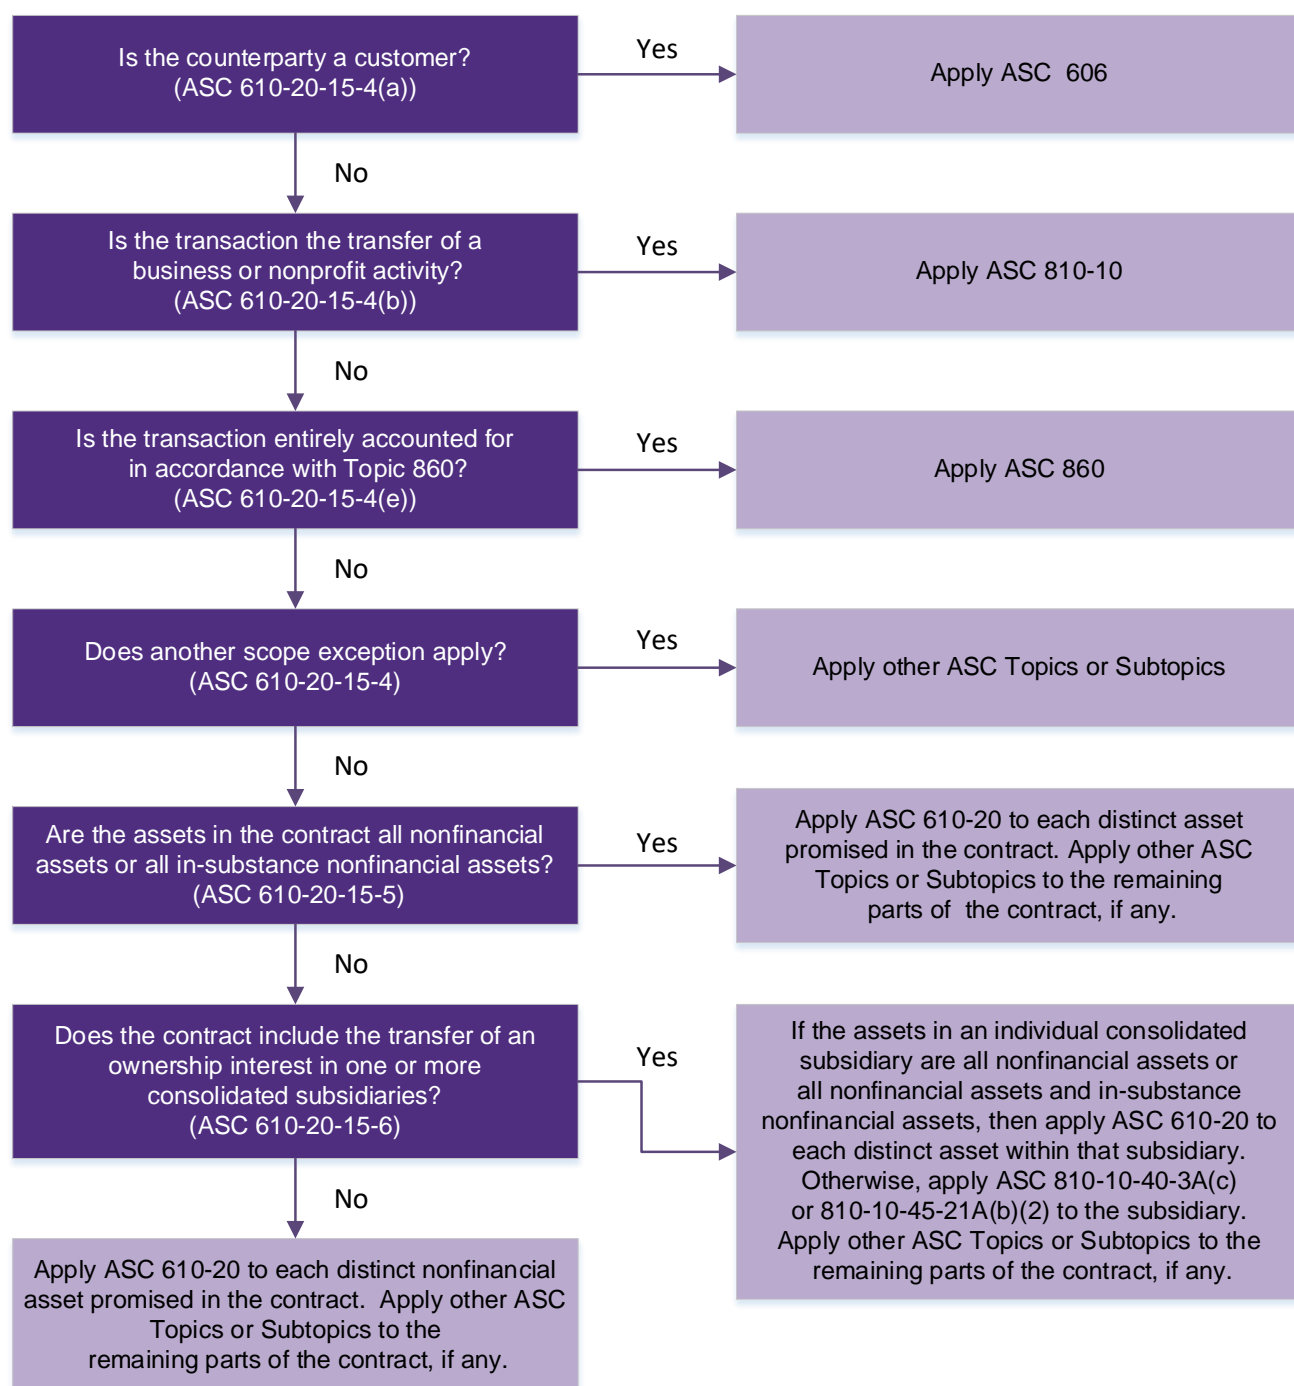 Is the counterparty a customer?
(ASC 610-20-15-4(a))
Yes
Apply ASC  606
No
Is the transaction the transfer of a
business or nonprofit activity?
(ASC 610-20-15-4(b))
Yes
Apply ASC 810-10
No
Is the transaction entirely accounted for
in accordance with Topic 860?
(ASC 610-20-15-4(e))
Yes
Apply ASC 860
No
Does another scope exception apply?
(ASC 610-20-15-4)
Yes
Apply other ASC Topics or Subtopics
No
Are the assets in the contract all nonfinancial
assets or all in-substance nonfinancial assets?
(ASC 610-20-15-5)
Yes
Apply ASC 610-20 to each distinct asset
promised in the contract. Apply other ASC
Topics or Subtopics to the remaining
parts of  the contract, if any.
No
Does the contract include the transfer of an
ownership interest in one or more
consolidated subsidiaries?
(ASC 610-20-15-6)
Yes
If the assets in an individual consolidated
subsidiary are all nonfinancial assets or
all nonfinancial assets and in-substance
nonfinancial assets, then apply ASC 610-20 to
each distinct asset within that subsidiary.
Otherwise, apply ASC 810-10-40-3A(c)
or 810-10-45-21A(b)(2) to the subsidiary.
Apply other ASC Topics or Subtopics to the
remaining parts of the contract, if any.
No
Apply ASC 610-20 to each distinct nonfinancial
asset promised in the contract.  Apply other ASC
Topics or Subtopics to the
remaining parts of the contract, if any.